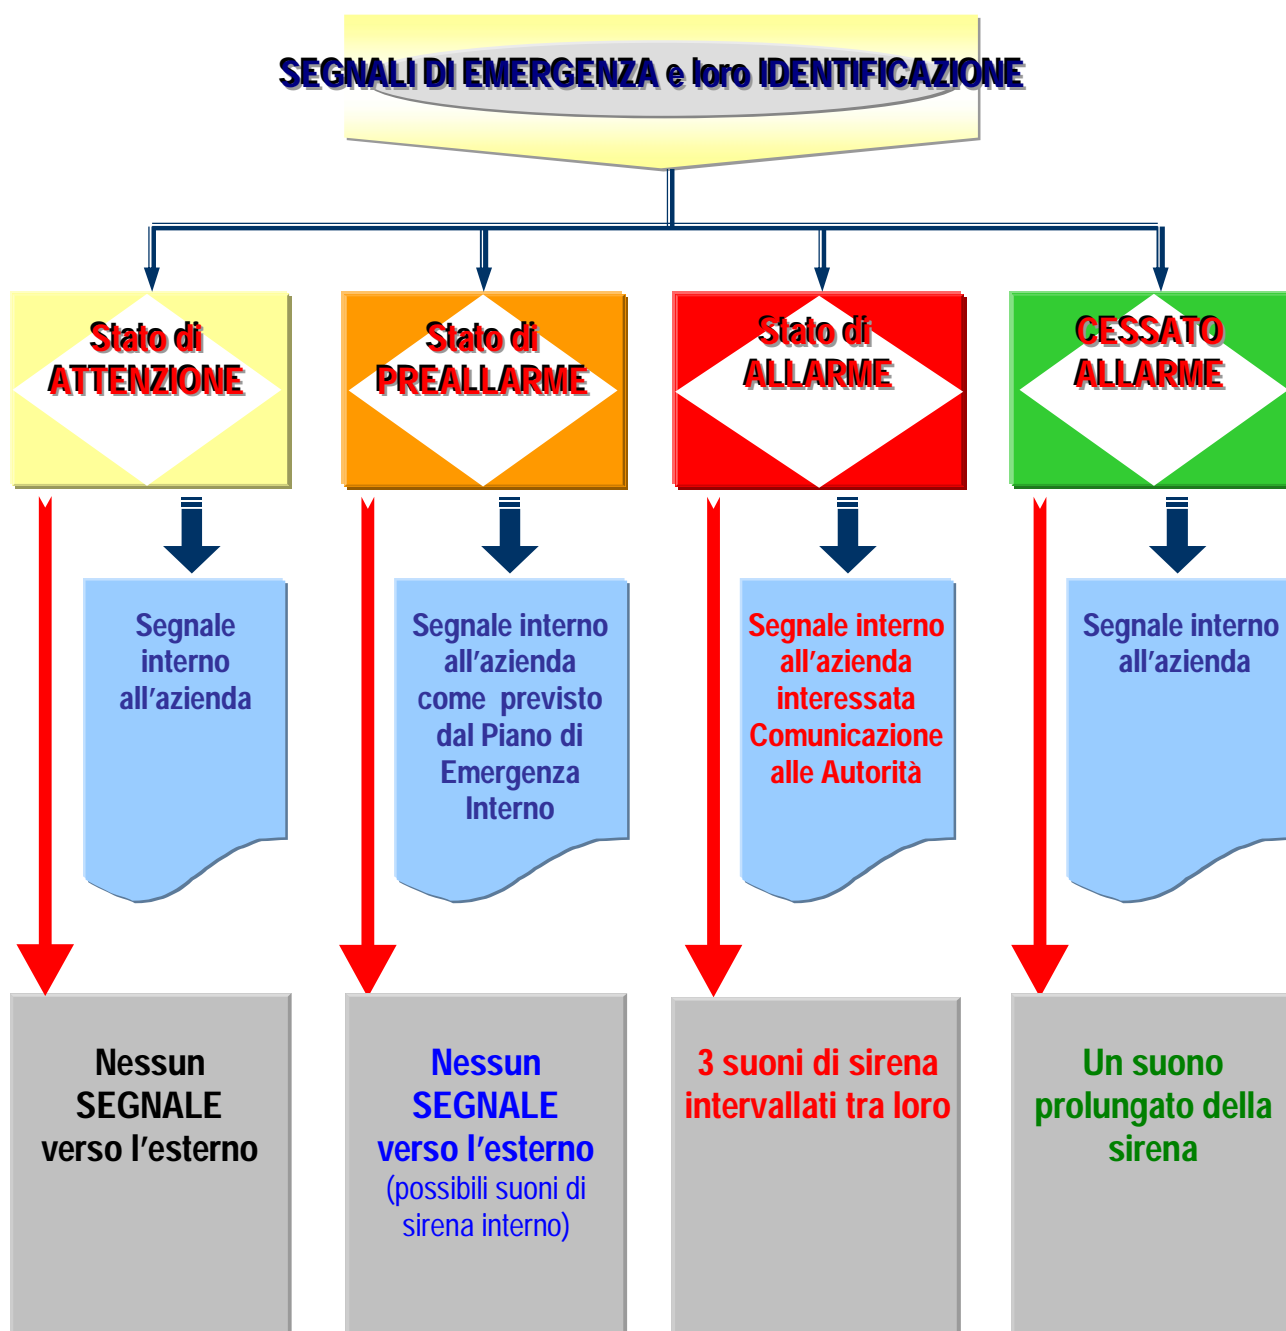 SEGNALI DI EMERGENZA e loro IDENTIFICAZIONE
Stato di
ATTENZIONE
Stato di
PREALLARME
Stato di
ALLARME
CESSATO
ALLARME
Segnale
interno
all'azienda
Segnale interno
all'azienda
come previsto
dal Piano di
Emergenza
Interno
Segnale interno
all'azienda
interessata
Comunicazione
alle Autorità
Segnale interno
all'azienda
Nessun
SEGNALE
verso l'esterno
Nessun
SEGNALE
verso l'esterno
(possibili suoni di
sirena interno)
3 suoni di sirena
intervallati tra loro
Un suono
prolungato della
sirena